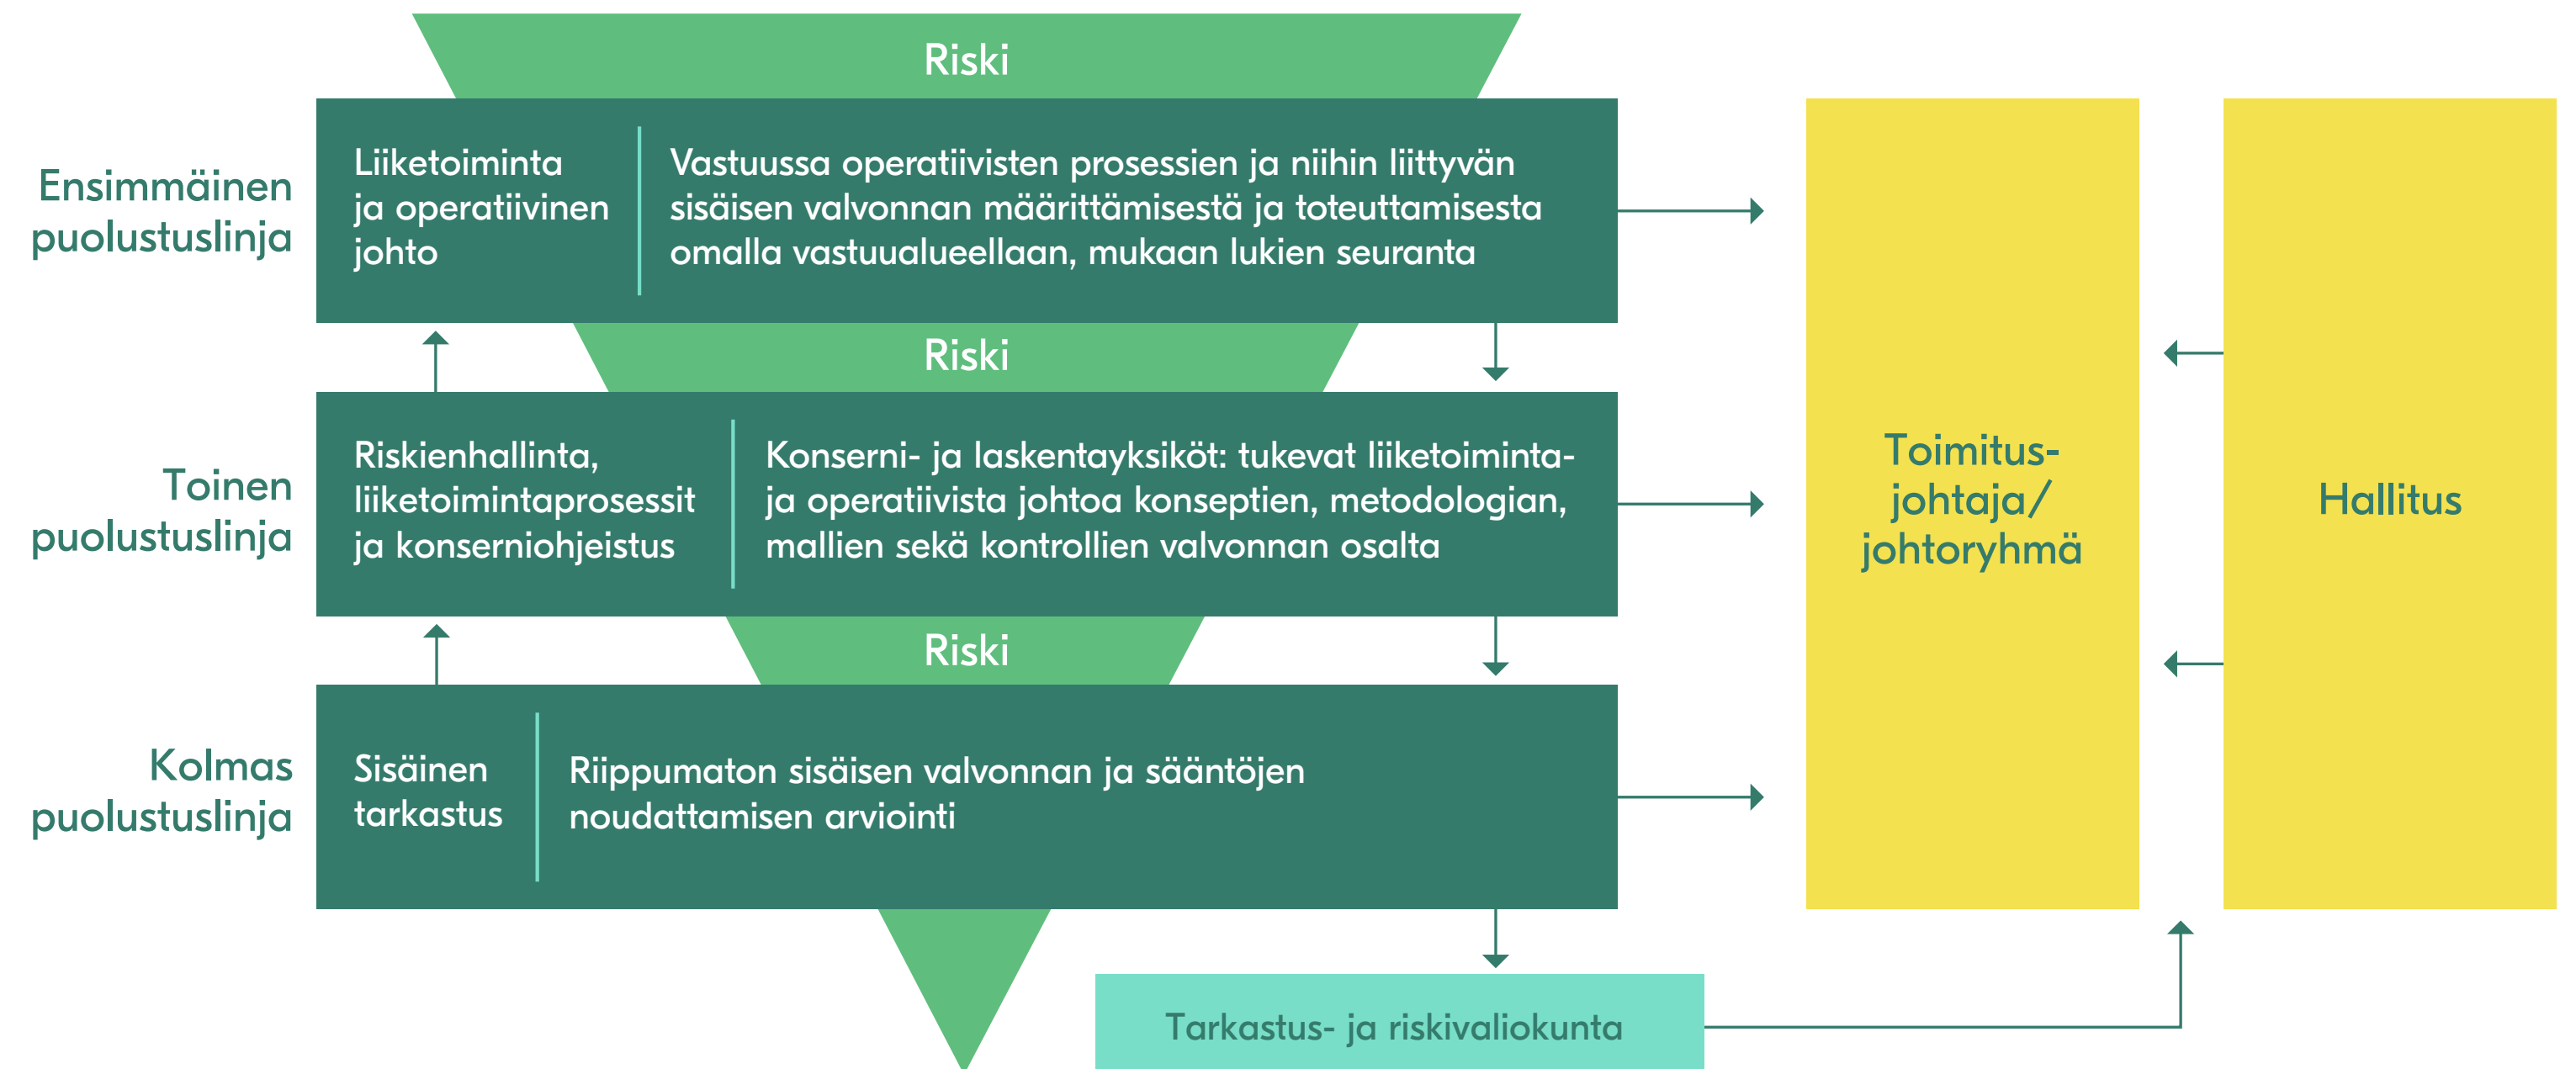 Riski
Ensimmäinen
puolustuslinja
Liiketoiminta
ja operatiivinen
johto
Vastuussa operatiivisten prosessien ja niihin liittyvän
sisäisen valvonnan määrittämisestä ja toteuttamisesta
omalla vastuualueellaan, mukaan lukien seuranta
Riski
Toinen
puolustuslinja
Riskienhallinta,
liiketoimintaprosessit
ja konserniohjeistus
Konserni- ja laskentayksiköt: tukevat liiketoiminta-
ja operatiivista johtoa konseptien, metodologian,
mallien sekä kontrollien valvonnan osalta
Riski
Kolmas
puolustuslinja
Sisäinen
tarkastus
Riippumaton sisäisen valvonnan ja sääntöjen
noudattamisen arviointi
Toimitus-
johtaja/
johtoryhmä
Hallitus
Tarkastus- ja riskivaliokunta